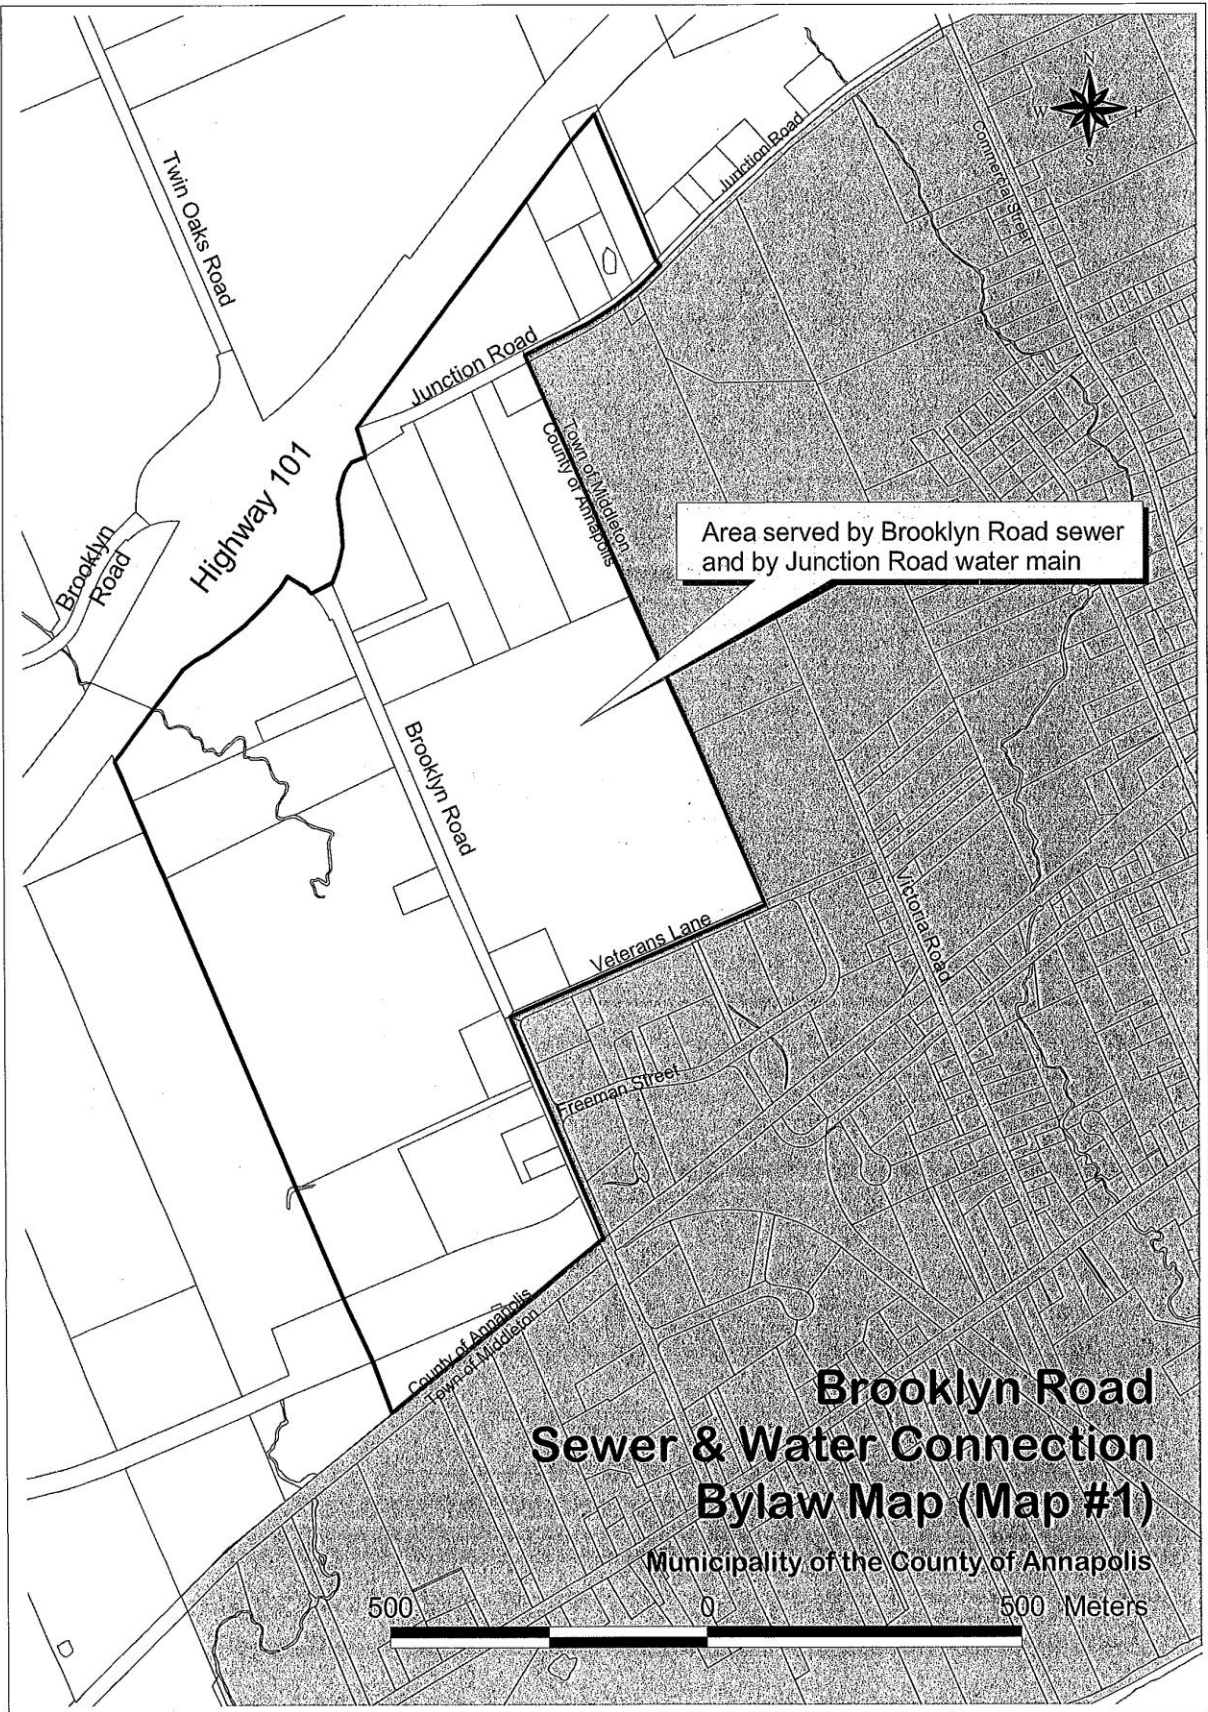 N
W
E
S
Commercial Street
Junction Road
Twin Oaks Road
Junction Road
Town of Middleton
County of Annapolis
Highway 101
Area served by Brooklyn Road sewer
and by Junction Road water main
Brooklyn
Road
Brooklyn Road
Victoria Road
Veterans Lane
Freeman Street
County of Annapolis
Town of Middleton
Brooklyn Road
Sewer & Water Connection
Bylaw Map (Map #1)
Municipality of the County of Annapolis
500 0 500 Meters